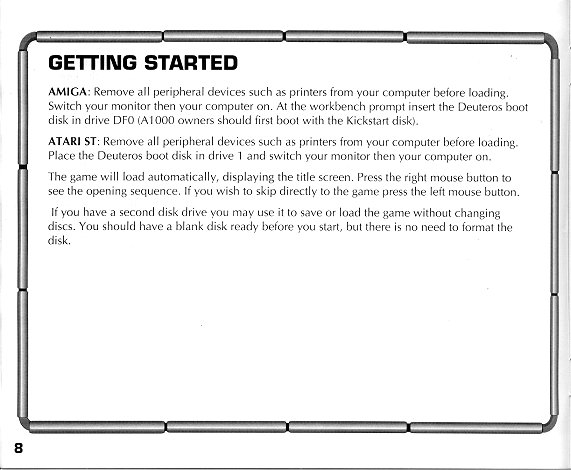 GETTING STARTED
AMIGA: Remove all peripheral devices such as printers from your computer before loading.
Switch your monitor then your computer on. At the workbench prompt insert the Deuteros boot
disk in drive DF0 (A1000 owners should first boot with the Kickstart disk).
ATARI ST: Remove all peripheral devices such as printers from your computer before loading.
Place the Deuteros boot disk in drive 1 and switch your monitor then your computer on.
The game will load automatically, displaying the title screen. Press the right mouse button to
see the opening sequence. If you wish to skip directly to the game press the left mouse button.
If you have a second disk drive you may use it to save or load the game without changing
discs. You should have a blank disk ready before you start, but there is no need to format the
disk.
8